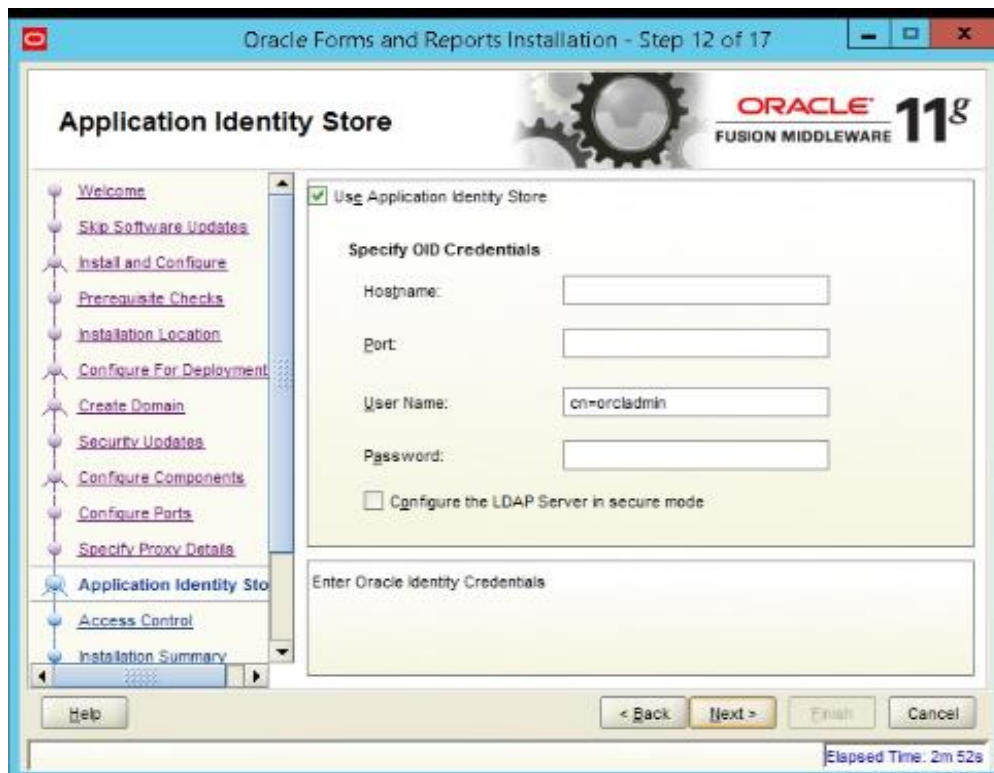 Oracle Forms and Reports Installation - Step 12 of 17
Application Identity Store
ORACLE
FUSION MIDDLEWARE 11g
Welcome
Skip Software Updates
Install and Configure
Prerequisite Checks
Installation Location
Configure For Deployment
Create Domain
Security Updates
Configure Components
Configure Ports
Specify Proxy Details
Application Identity Sto
Access Control
Installation Summary
Use Application Identity Store
Specify OID Credentials
Hostname:
Port:
User Name: cn=orcladmin
Password:
Configure the LDAP Server in secure mode
Enter Oracle Identity Credentials
Help
< Back
Next >
Finish
Cancel
Elapsed Time: 2m 52s